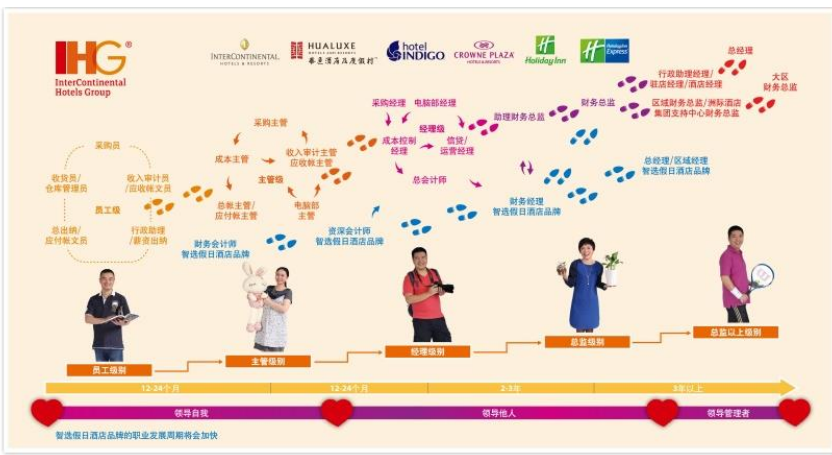 IHG®
InterContinental
Hotels Group
INTERCONTINENTAL
HOTELS & RESORTS
HUALUXE
HOTELS AND RESORTS
华邑酒店及度假村
hotel
INDIGO
CROWNE PLAZA
HOTELS & RESORTS
Holiday Inn
Holiday Inn
Express
总经理
行政助理经理/
驻店经理/酒店经理
大区
财务总监
采购经理
电脑部经理
助理财务总监
财务总监
区域财务总监/洲际酒店
集团支持中心财务总监
采购主管
经理级
采购员
成本主管
收入审计主管
应收帐主管
成本控制
经理
信贷/
运营经理
收货员/
仓库管理员
收入审计员
/应收帐文员
主管级
总会计师
总经理/区域经理
智选假日酒店品牌
员工级
总帐主管/
应付帐主管
电脑部
主管
财务经理
智选假日酒店品牌
总出纳/
应付帐文员
行政助理
/薪资出纳
财务会计师
智选假日酒店品牌
资深会计师
智选假日酒店品牌
员工级别
主管级别
经理级别
总监级别
总监以上级别
12-24个月
12-24个月
2-3年
3年以上
领导自我
领导他人
领导管理者
智选假日酒店品牌的职业发展周期将会加快